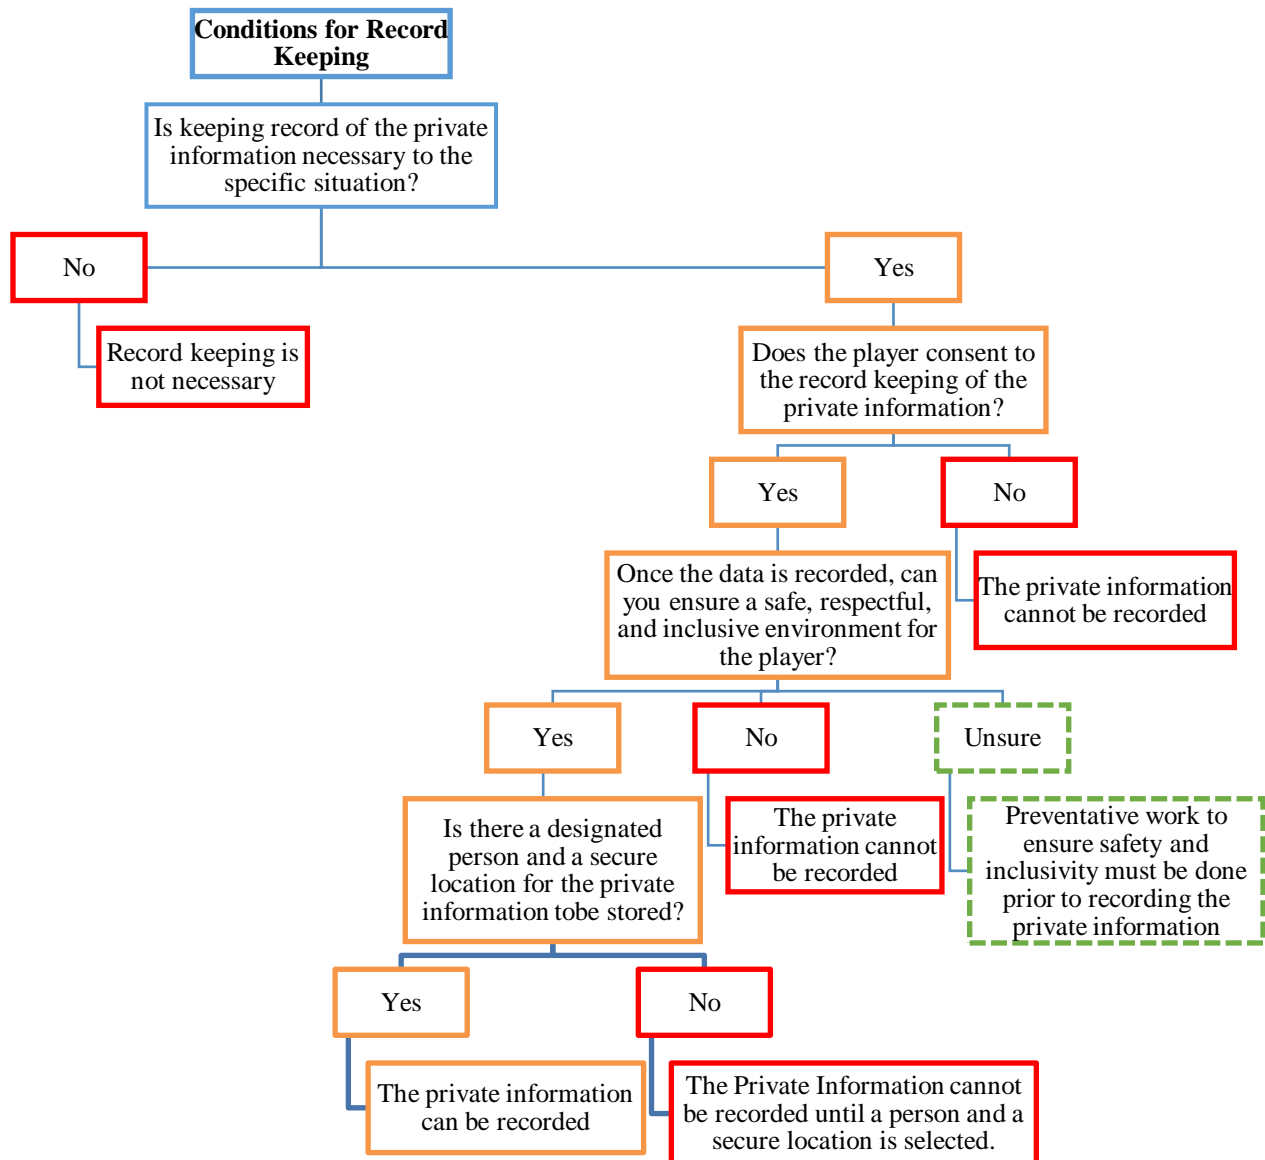 Conditions for Record
Keeping
Is keeping record of the private
information necessary to the
specific situation?
No
Yes
Record keeping is
not necessary
Does the player consent to
the record keeping of the
private information?
Yes
No
Once the data is recorded, can
you ensure a safe, respectful,
and inclusive environment for
the player?
The private information
cannot be recorded
Yes
No
Unsure
Is there a designated
person and a secure
location for the private
information tobe stored?
The private
information cannot
be recorded
Preventative work to
ensure safety and
inclusivity must be done
prior to recording the
private information
Yes
No
The private information
can be recorded
The Private Information cannot
be recorded until a person and a
secure location is selected.